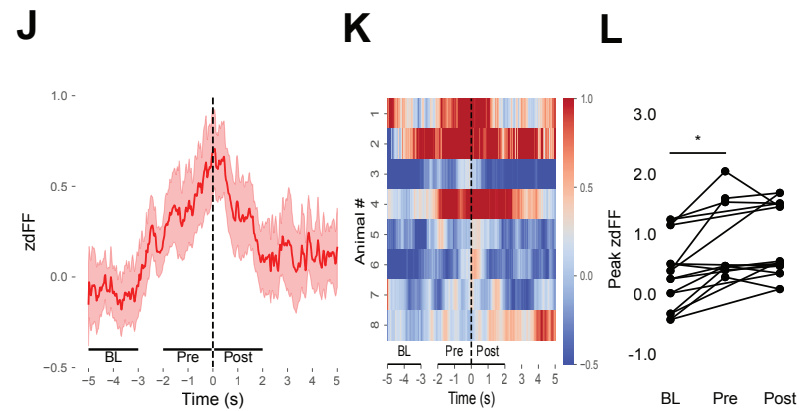 J
1.0
0.5
0.0
−0.5
zdFF
BL
Pre
Post
−5 −4 −3 −2 −1 0 1 2 3 4 5
Time (s)
K
Animal #
1
2
3
4
5
6
7
8
BL
Pre
Post
-5 -4 -3 -2 -1 0 1 2 3 4 5
Time (s)
1.0
0.5
0.0
−0.5
L
Peak zdFF
3.0
2.0
1.0
0.0
-1.0
*
BL Pre Post